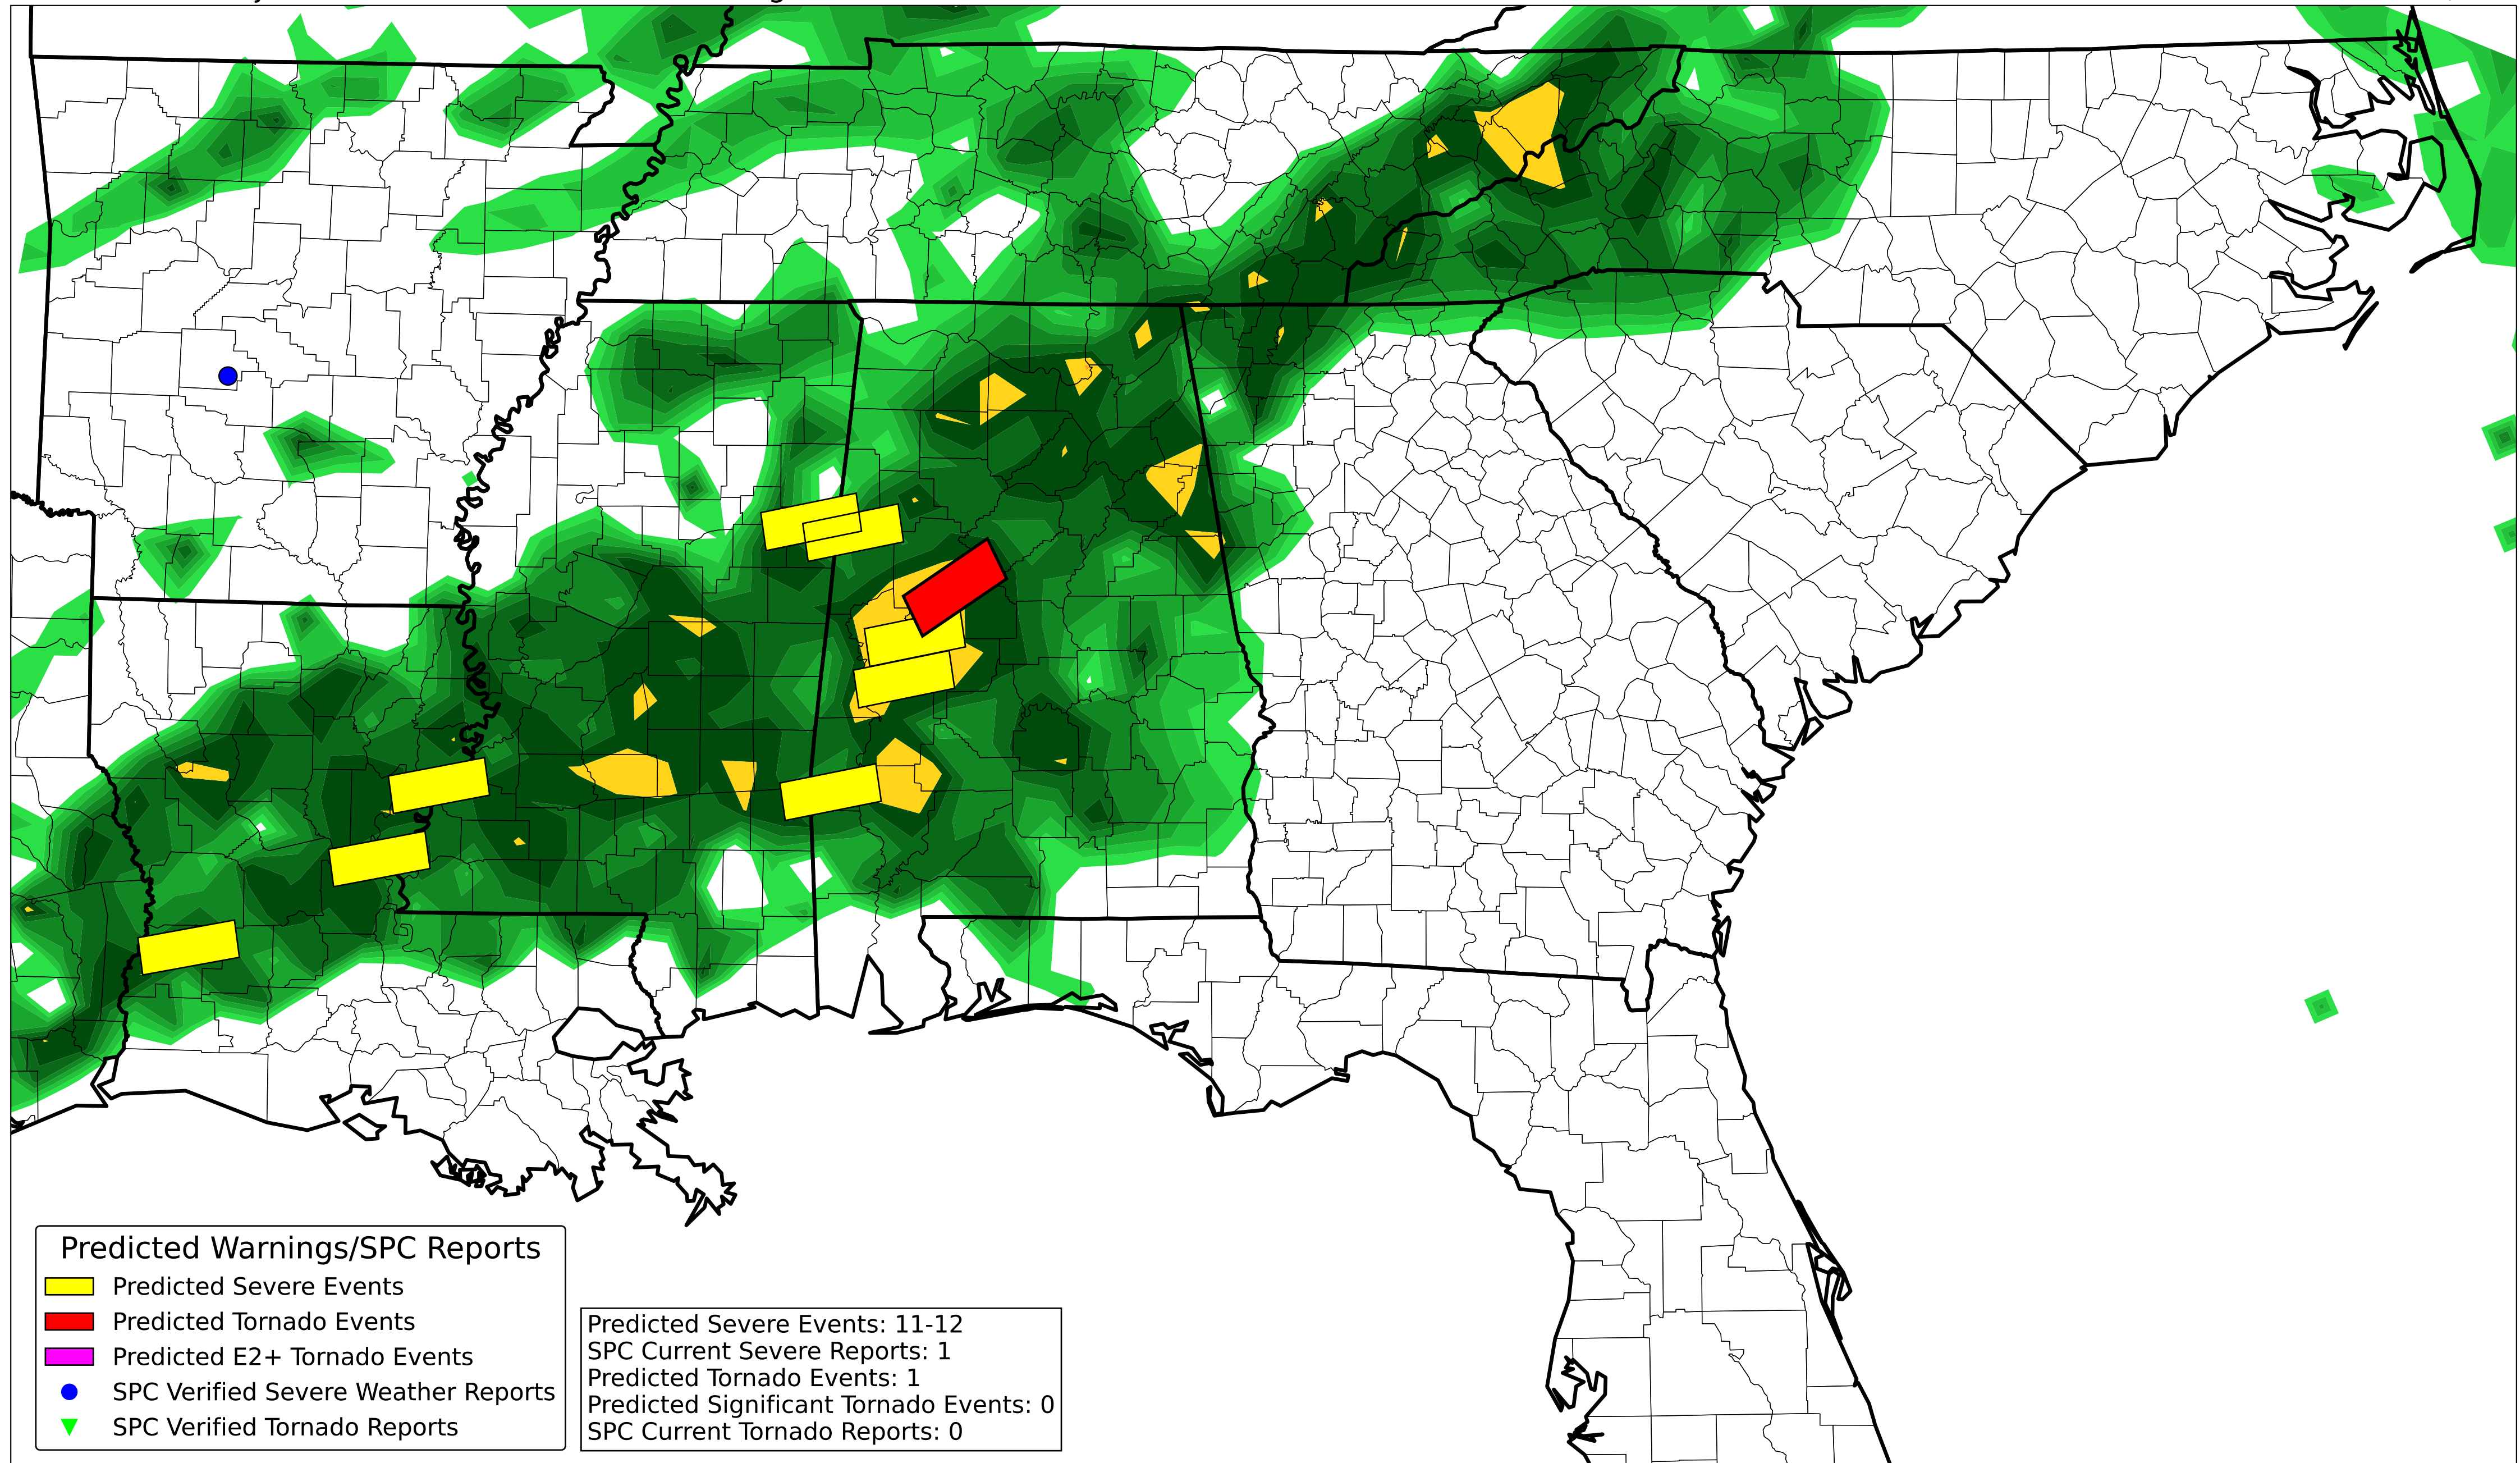 Predicted Warnings/SPC Reports
Predicted Severe Events
Predicted Tornado Events
Predicted E2+ Tornado Events
SPC Verified Severe Weather Reports
SPC Verified Tornado Reports
Predicted Severe Events: 11-12
SPC Current Severe Reports: 1
Predicted Tornado Events: 1
Predicted Significant Tornado Events: 0
SPC Current Tornado Reports: 0